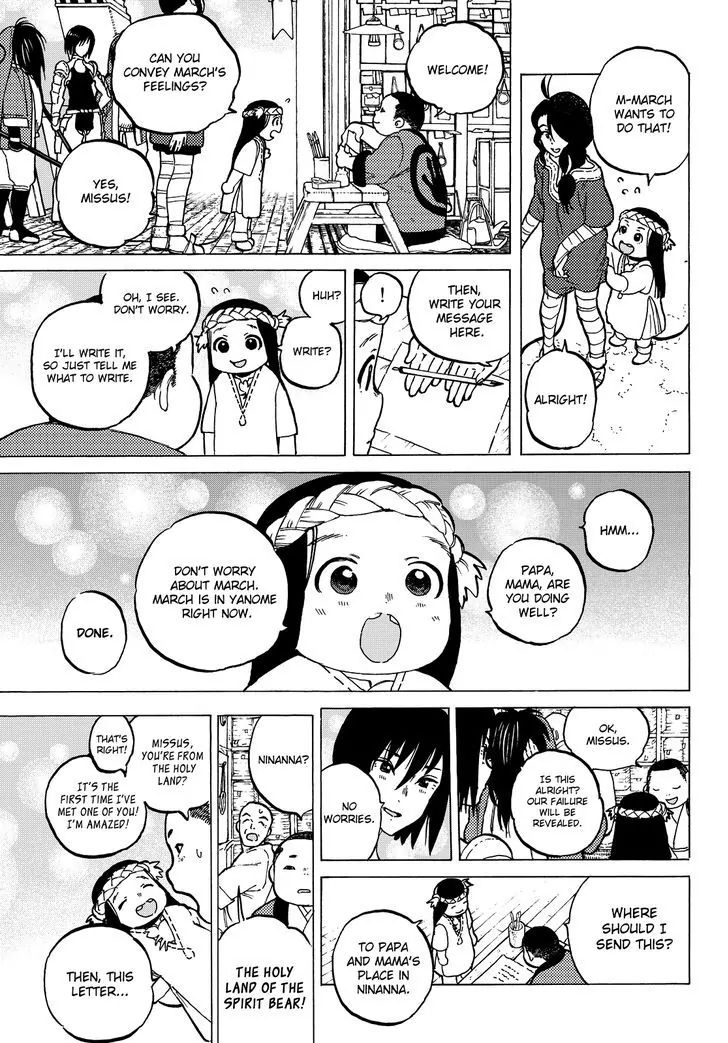 M-MARCH
WANTS TO
DO THAT!
ALRIGHT!
WELCOME!
CAN YOU
CONVEY MARCH'S
FEELINGS?
YES,
MISSUS!
THEN,
WRITE YOUR
MESSAGE
HERE.
!
HUH?
WRITE?
OH, I SEE.
DON'T WORRY.
I'LL WRITE IT,
SO JUST TELL ME
WHAT TO WRITE.
HMM...
PAPA,
MAMA, ARE
YOU DOING
WELL?
DON'T WORRY
ABOUT MARCH.
MARCH IS IN YANOME
RIGHT NOW.
DONE.
OK,
MISSUS.
IS THIS
ALRIGHT?
OUR FAILURE
WILL BE
REVEALED.
NO
WORRIES.
WHERE
SHOULD I
SEND THIS?
TO PAPA
AND MAMA'S
PLACE IN
NINANNA.
NINANNA?
THE HOLY
LAND OF THE
SPIRIT BEAR!
MISSUS,
YOU'RE FROM
THE HOLY
LAND?
THAT'S
RIGHT!
IT'S THE
FIRST TIME I'VE
MET ONE OF YOU!
I'M AMAZED!
THEN, THIS
LETTER...